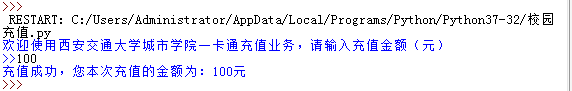 >>>
RESTART: C:/Users/Administrator/AppData/Local/Programs/Python/Python37-32/校园
充值.py
欢迎使用西安交通大学城市学院一卡通充值业务，请输入充值金额（元）
>>100
充值成功，您本次充值的金额为：100元
>>>